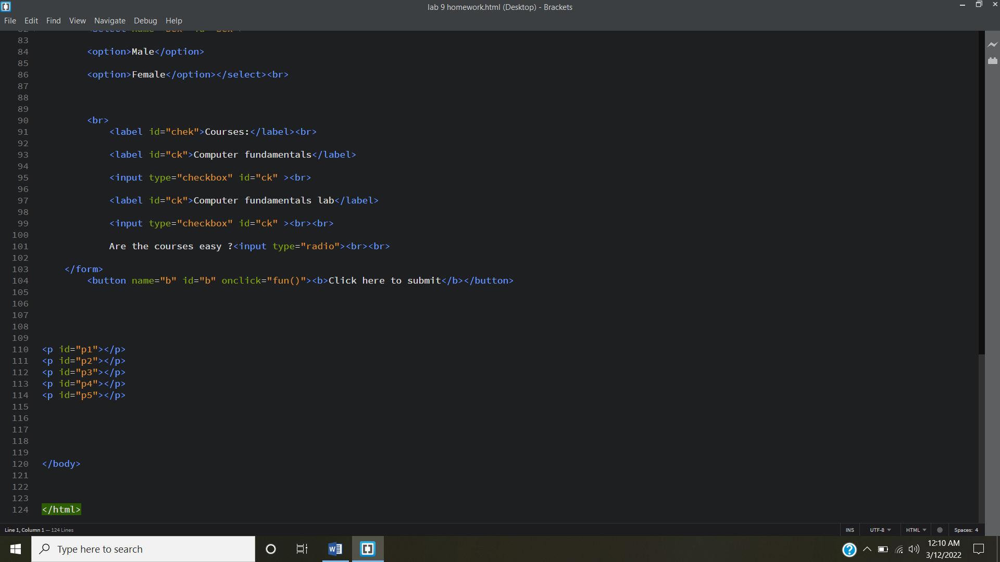 lab 9 homework.html (Desktop) - Brackets
File Edit Find View Navigate Debug Help
83
84 <option>Male</option>
85
86 <option>Female</option></select><br>
87
88
89
90 <br>
91 <label id="chek">Courses:</label><br>
92
93 <label id="ck">Computer fundamentals</label>
94
95 <input type="checkbox" id="ck" ><br>
96
97 <label id="ck">Computer fundamentals lab</label>
98
99 <input type="checkbox" id="ck" ><br><br>
100
101 Are the courses easy ?<input type="radio"><br><br>
102
103 </form>
104 <button name="b" id="b" onclick="fun()"><b>Click here to submit</b></button>
105
106
107
108
109
110 <p id="p1"></p>
111 <p id="p2"></p>
112 <p id="p3"></p>
113 <p id="p4"></p>
114 <p id="p5"></p>
115
116
117
118
119
120 </body>
121
122
123
124 </html>
Line 1, Column 1 — 124 Lines INS UTF-8 HTML Spaces: 4
Type here to search
12:10 AM
3/12/2022